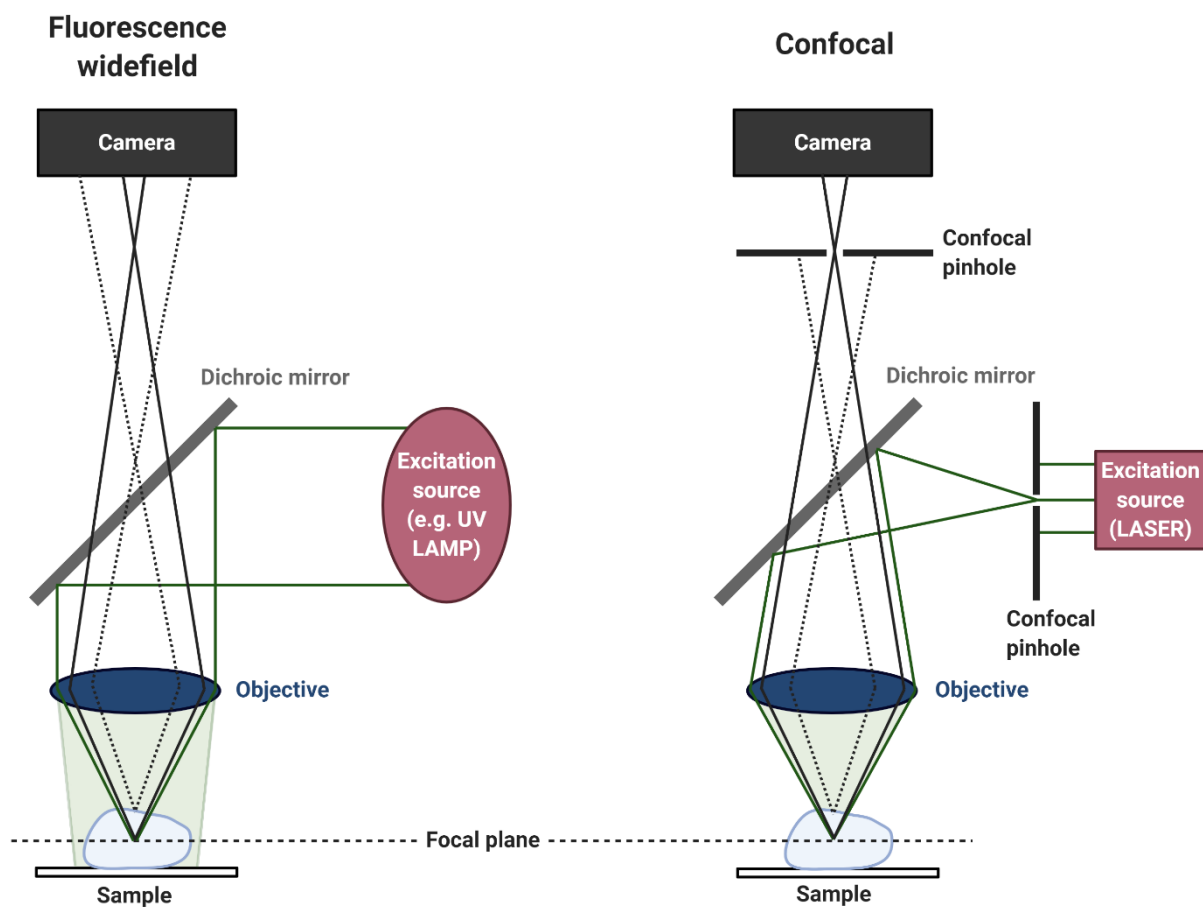 Fluorescence
widefield
Camera
Dichroic mirror
Excitation
source
(e.g. UV
LAMP)
Objective
Sample
Focal plane
Confocal
Camera
Confocal
pinhole
Dichroic mirror
Excitation
source
(LASER)
Confocal
pinhole
Objective
Sample